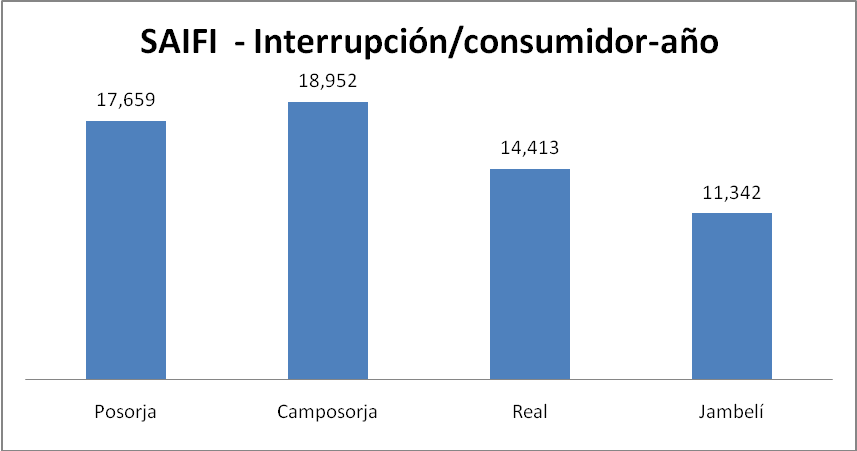 SAIFI - Interrupción/consumidor-año
17,659
18,952
14,413
11,342
Posorja
Camposorja
Real
Jambelí